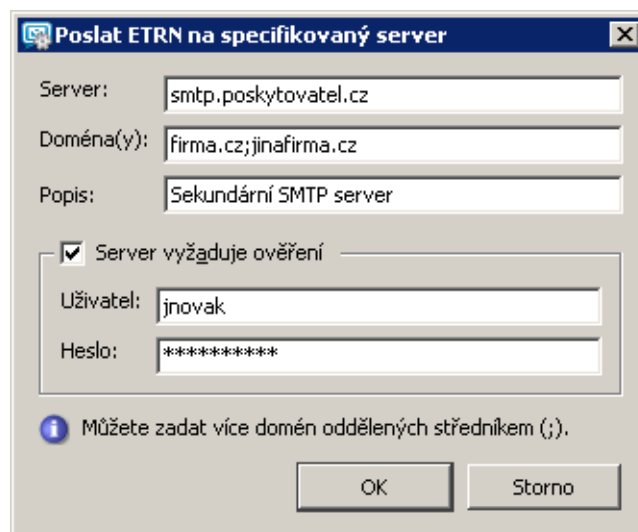 Poslat ETRN na specifikovaný server
Server: smtp.poskytovatel.cz
Doména(y): firma.cz;jinafirma.cz
Popis: Sekundární SMTP server
Server vyžaduje ověření
Uživatel: jnovak
Heslo: **********
Můžete zadat více domén oddělených středníkem (;).
OK Storno